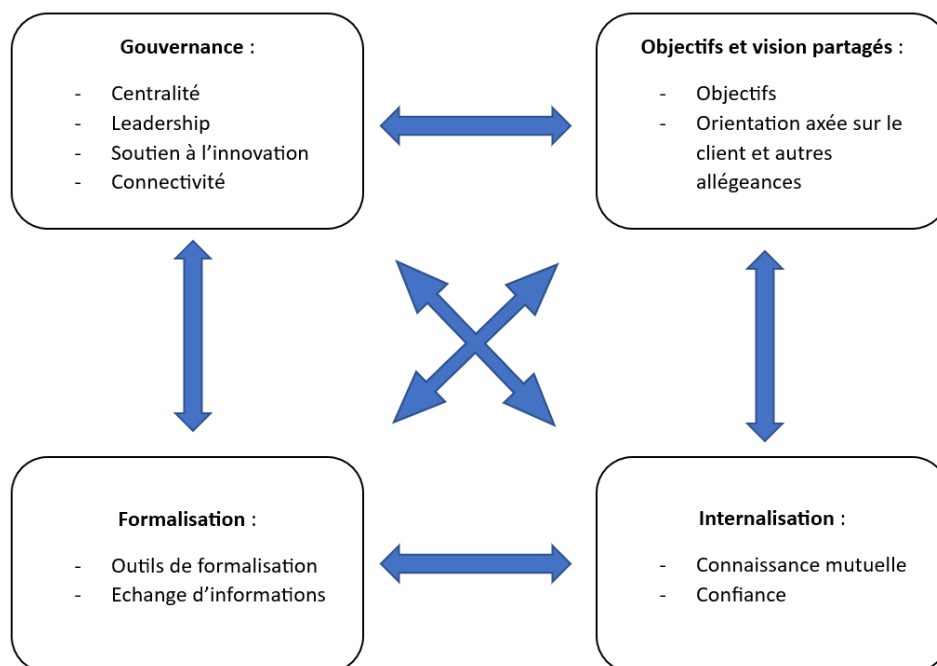 Gouvernance :
- Centralité
- Leadership
- Soutien à l'innovation
- Connectivité
Objectifs et vision partagés :
- Objectifs
- Orientation axée sur le
client et autres
allégeances
Formalisation :
- Outils de formalisation
- Echange d'informations
Internalisation :
- Connaissance mutuelle
- Confiance